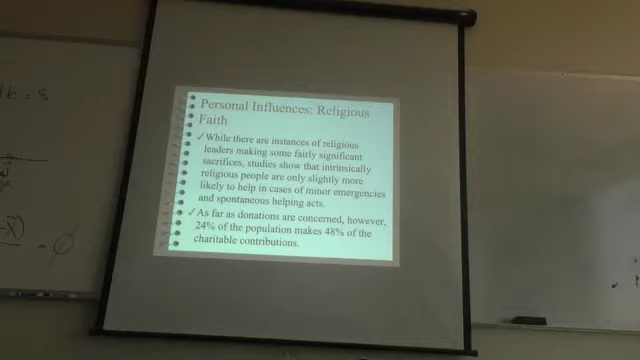 k = 8
Personal Influences: Religious
Faith
✓ While there are instances of religious
leaders making some fairly significant
sacrifices, studies show that intrinsically
religious people are only slightly more
likely to help in cases of minor emergencies
and spontaneous helping acts.
✓ As far as donations are concerned, however,
24% of the population makes 48% of the
charitable contributions.
= ∅